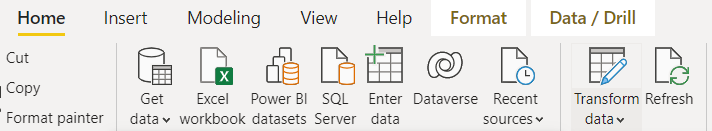 Home Insert Modeling View Help Format Data / Drill
Cut
Copy
Format painter
Get data
Excel workbook
Power BI datasets
SQL Server
Enter data
Dataverse
Recent sources
Transform data
Refresh